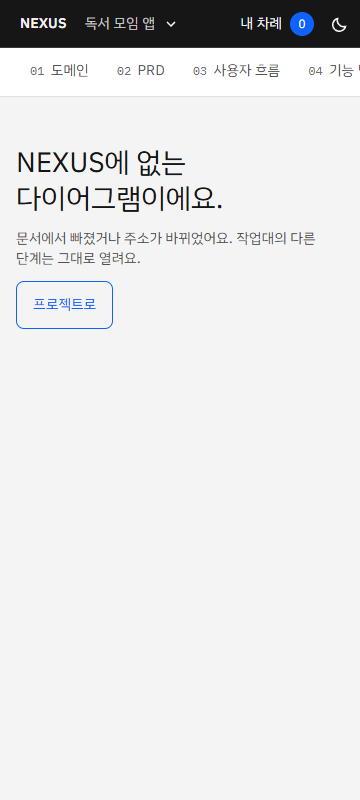 NEXUS 독서 모임 앱 내 차례 0
01 도메인 02 PRD 03 사용자 흐름 04 기능
NEXUS에 없는
다이어그램이에요.
문서에서 빠졌거나 주소가 바뀌었어요. 작업대의 다른
단계는 그대로 열려요.
프로젝트로